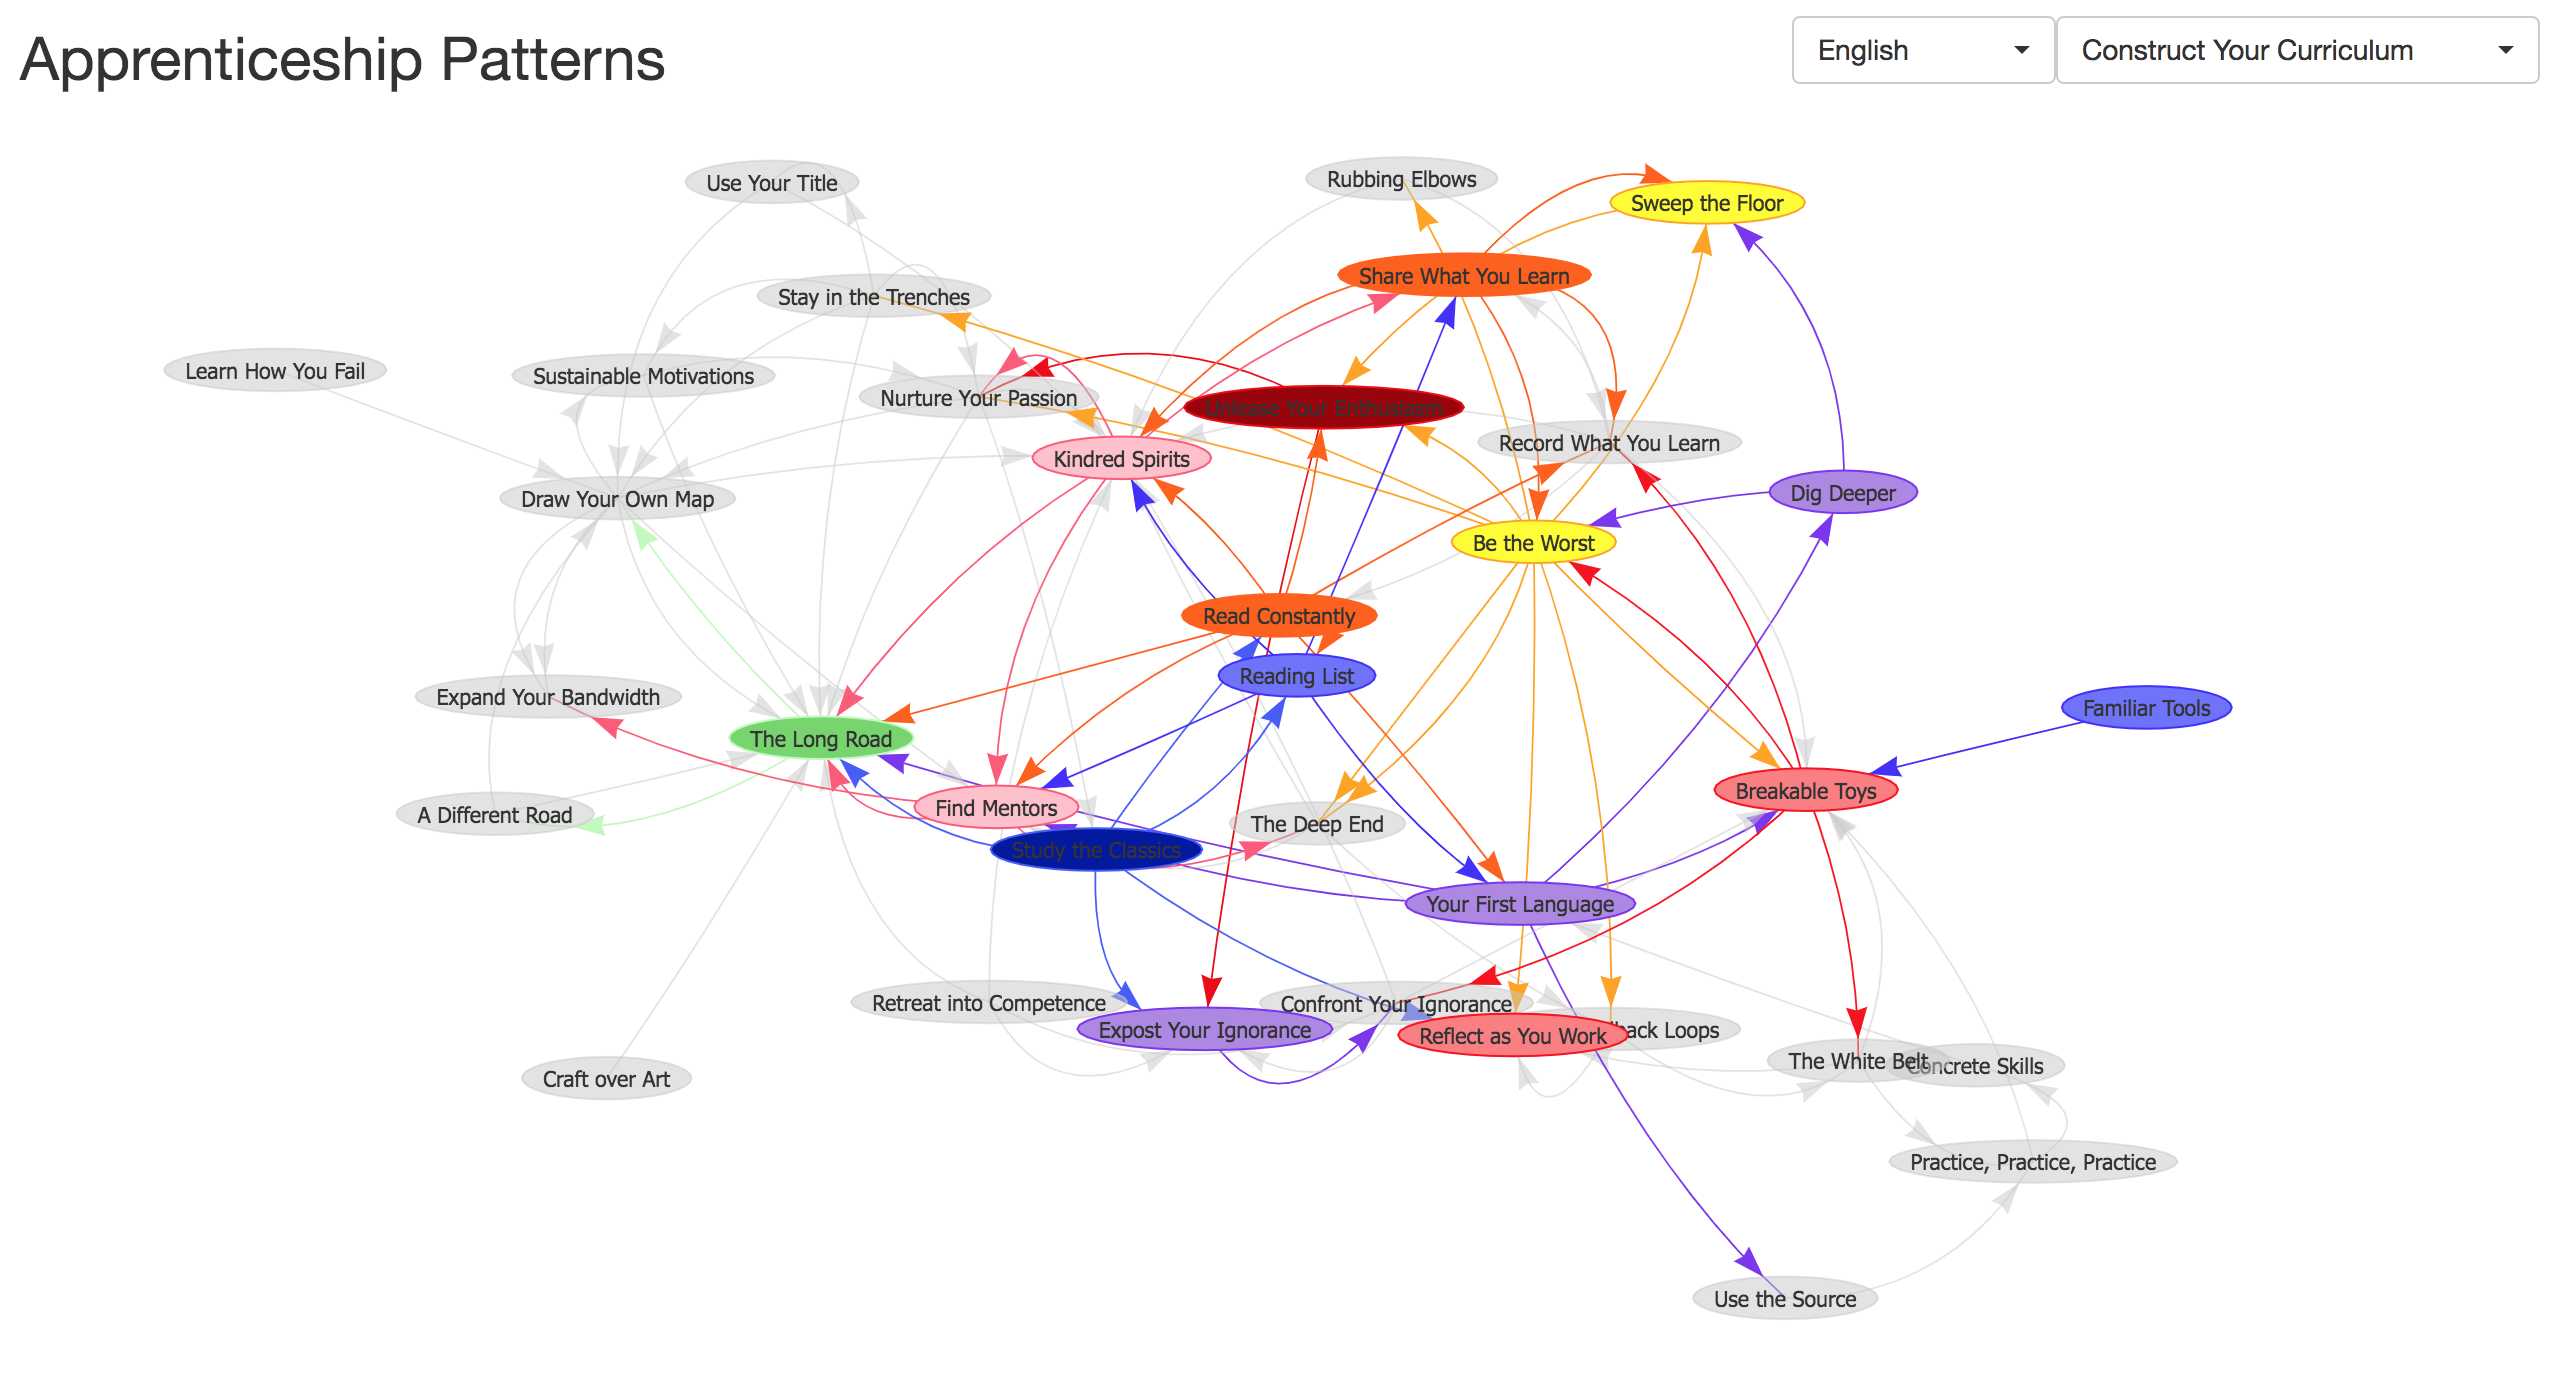 Apprenticeship Patterns
English
Construct Your Curriculum
Use Your Title
Rubbing Elbows
Sweep the Floor
Share What You Learn
Stay in the Trenches
Learn How You Fail
Sustainable Motivations
Nurture Your Passion
Unlease Your Enthusiasm
Record What You Learn
Kindred Spirits
Dig Deeper
Draw Your Own Map
Be the Worst
Read Constantly
Reading List
Expand Your Bandwidth
Familiar Tools
The Long Road
Breakable Toys
Find Mentors
A Different Road
The Deep End
Study the Classics
Your First Language
Retreat into Competence
Confront Your Ignorance
Expost Your Ignorance
Reflect as You Work
back Loops
The White Belt
Concrete Skills
Craft over Art
Practice, Practice, Practice
Use the Source